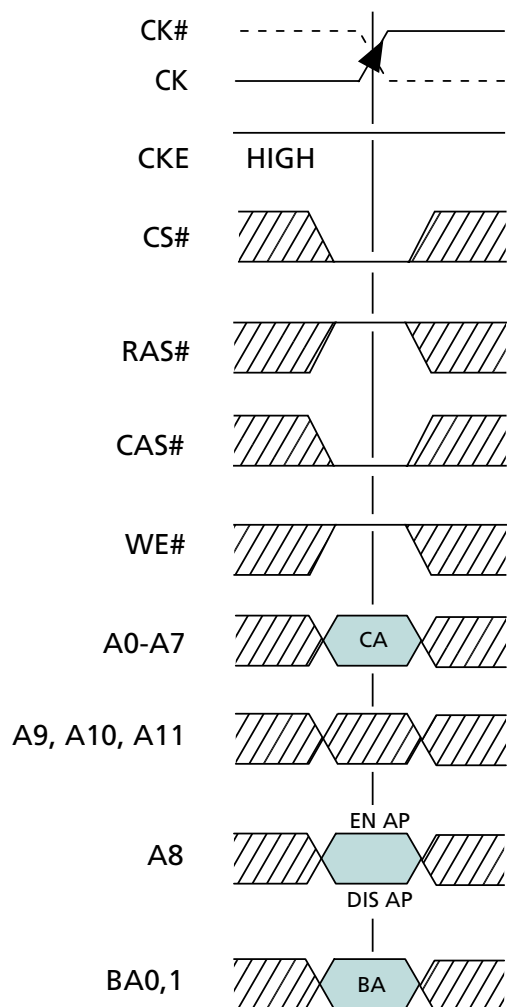 CK#
CK
CKE HIGH
CS#
RAS#
CAS#
WE#
A0-A7 CA
A9, A10, A11
EN AP
A8
DIS AP
BA0,1 BA